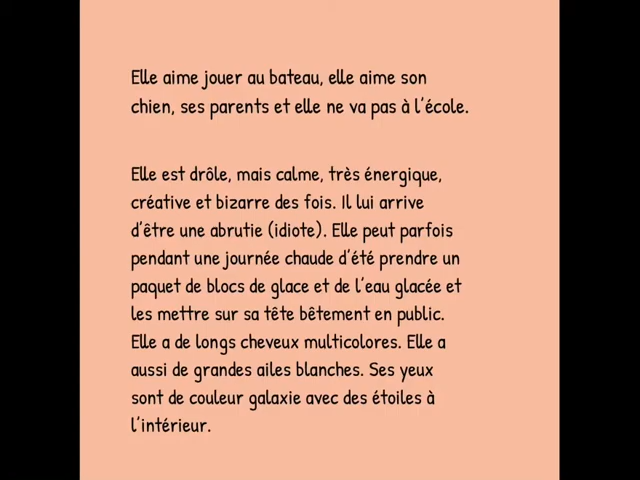 Elle aime jouer au bateau, elle aime son
chien, ses parents et elle ne va pas à l'école.
Elle est drôle, mais calme, très énergique,
créative et bizarre des fois. Il lui arrive
d'être une abrutie (idiote). Elle peut parfois
pendant une journée chaude d'été prendre un
paquet de blocs de glace et de l'eau glacée et
les mettre sur sa tête bêtement en public.
Elle a de longs cheveux multicolores. Elle a
aussi de grandes ailes blanches. Ses yeux
sont de couleur galaxie avec des étoiles à
l'intérieur.